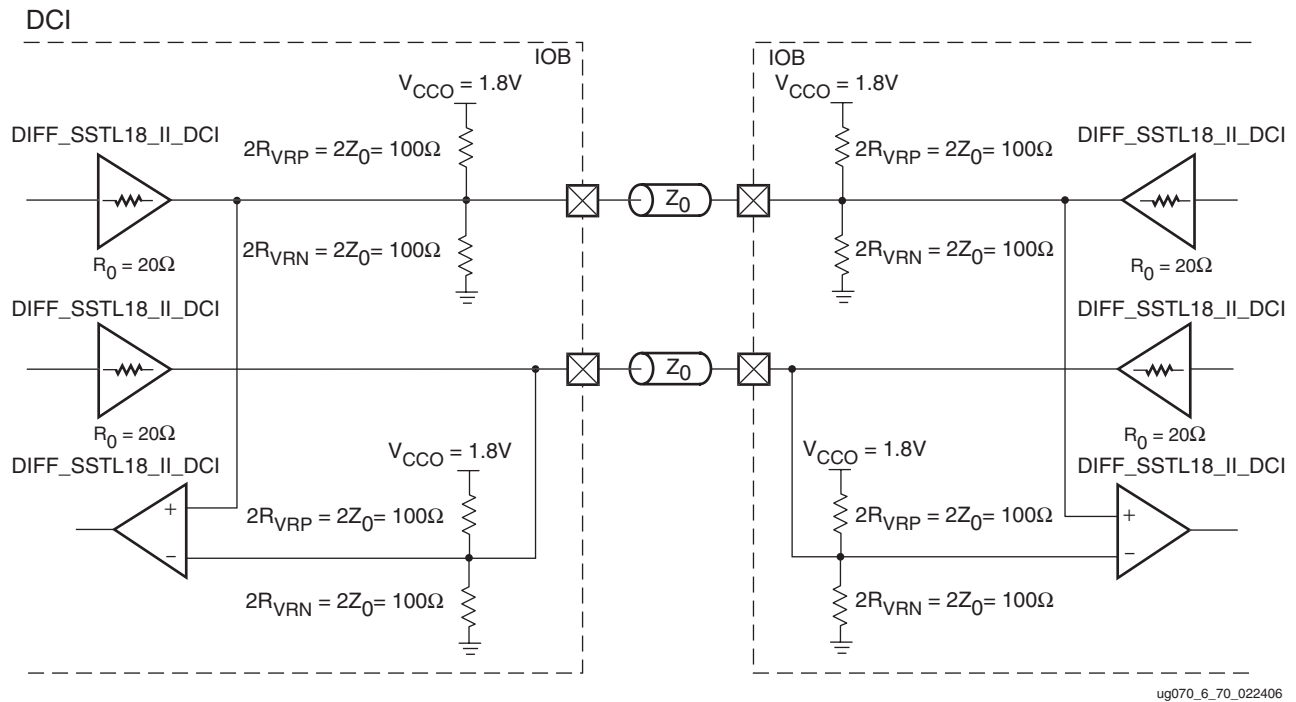 DCI
IOB
IOB
VCCO = 1.8V
VCCO = 1.8V
DIFF_SSTL18_II_DCI
DIFF_SSTL18_II_DCI
2RVRP = 2Z0= 100Ω
2RVRP = 2Z0= 100Ω
Z0
2RVRN = 2Z0= 100Ω
2RVRN = 2Z0= 100Ω
R0 = 20Ω
R0 = 20Ω
DIFF_SSTL18_II_DCI
DIFF_SSTL18_II_DCI
Z0
R0 = 20Ω
R0 = 20Ω
VCCO = 1.8V
VCCO = 1.8V
DIFF_SSTL18_II_DCI
DIFF_SSTL18_II_DCI
+
2RVRP = 2Z0= 100Ω
2RVRP = 2Z0= 100Ω
+
−
−
2RVRN = 2Z0= 100Ω
2RVRN = 2Z0= 100Ω
ug070_6_70_022406